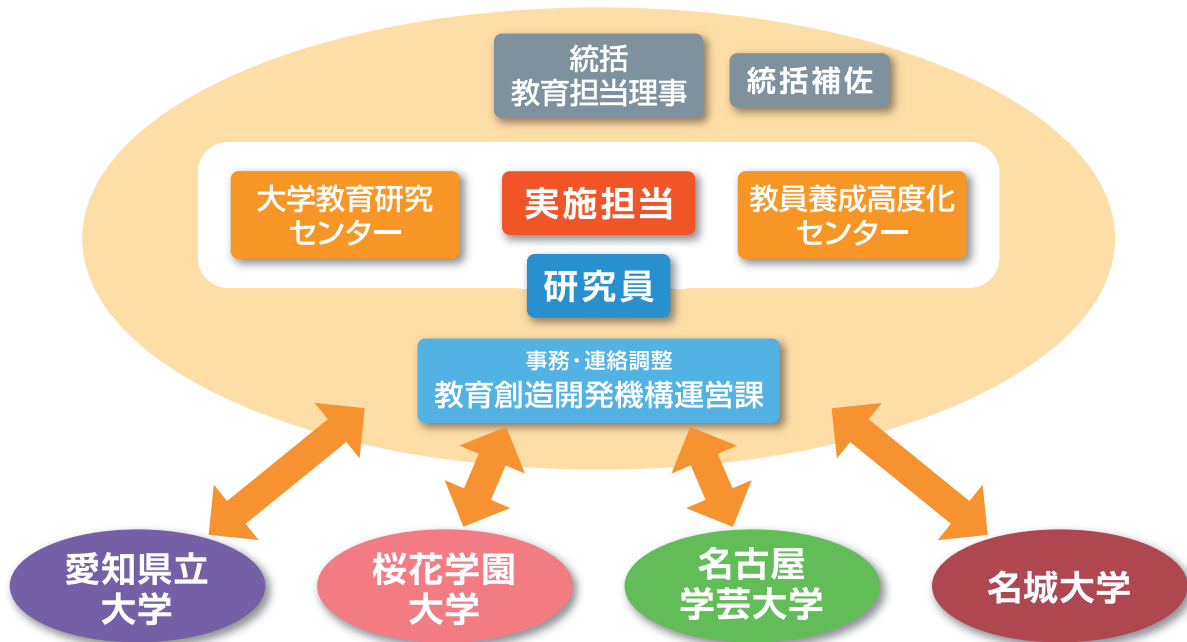 統括
教育担当理事
統括補佐
大学教育研究
センター
実施担当
教員養成高度化
センター
研究員
事務・連絡調整
教育創造開発機構運営課
愛知県立
大学
桜花学園
大学
名古屋
学芸大学
名城大学